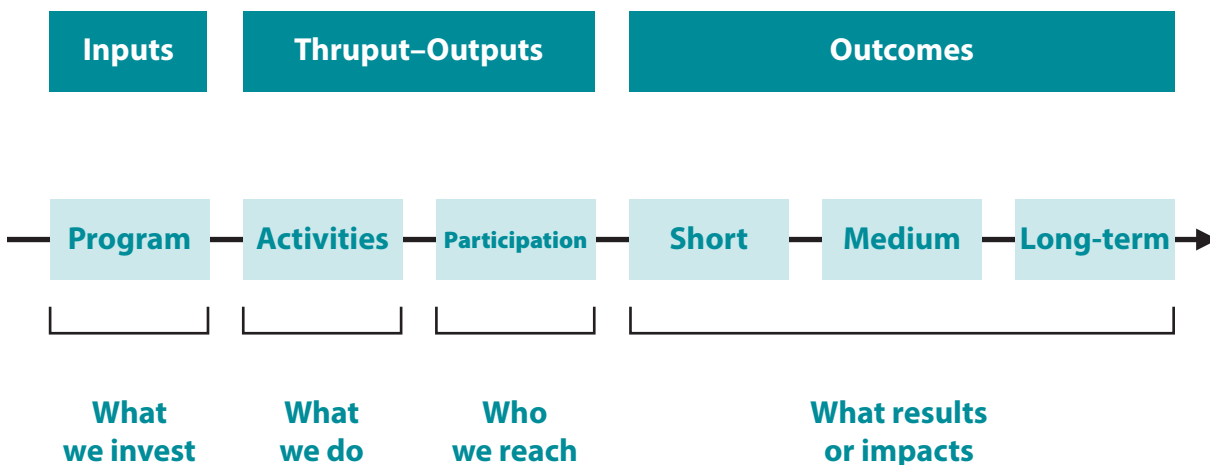 Inputs
Thruput–Outputs
Outcomes
Program
Activities
Participation
Short
Medium
Long-term
What
we invest
What
we do
Who
we reach
What results
or impacts